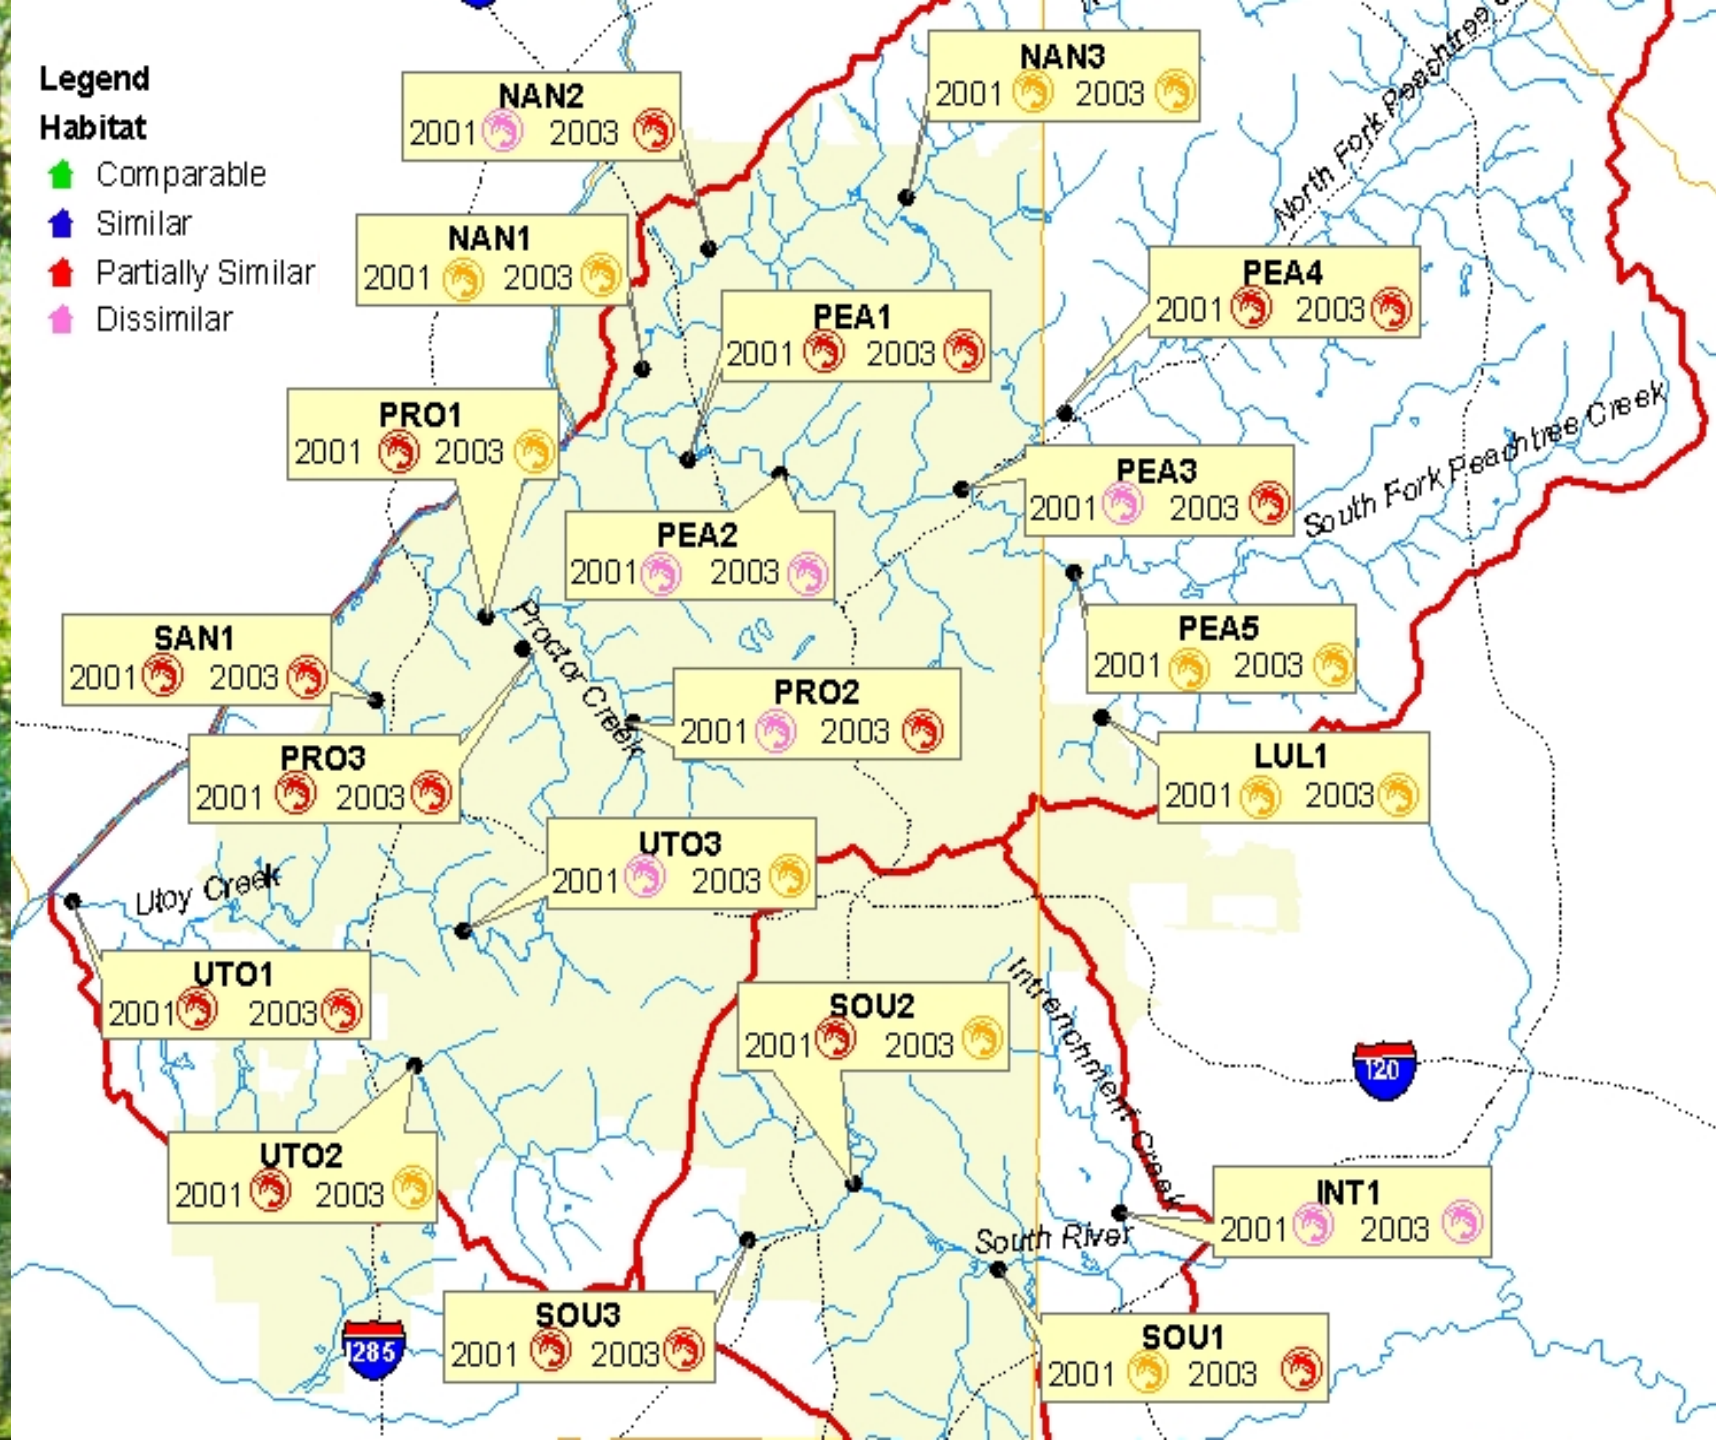 Legend
Habitat
Comparable
Similar
Partially Similar
Dissimilar
NAN2
2001 2003
NAN3
2001 2003
NAN1
2001 2003
PEA1
2001 2003
PEA4
2001 2003
North Fork Peachtree
PRO1
2001 2003
PEA2
2001 2003
PEA3
2001 2003
South Fork Peachtree Creek
SAN1
2001 2003
Proctor Creek
PEA5
2001 2003
PRO3
2001 2003
PRO2
2001 2003
LUL1
2001 2003
Utoy Creek
UTO3
2001 2003
UTO1
2001 2003
SOU2
2001 2003
Intrenchment Creek
120
UTO2
2001 2003
South River
INT1
2001 2003
I285
SOU3
2001 2003
SOU1
2001 2003